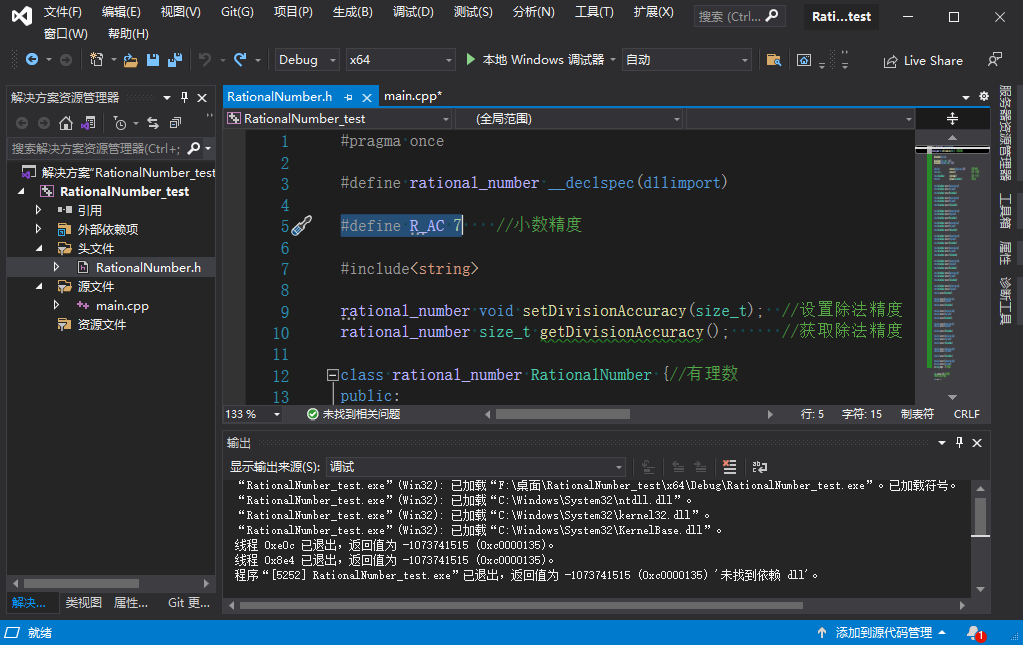 文件(F) 编辑(E) 视图(V) Git(G) 项目(P) 生成(B) 调试(D) 测试(S) 分析(N) 工具(T) 扩展(X) 搜索 (Ctrl... Rati...test
窗口(W) 帮助(H)
Debug x64 本地 Windows 调试器 自动 Live Share
解决方案资源管理器
搜索解决方案资源管理器(Ctrl+;
解决方案"RationalNumber_test
RationalNumber_test
引用
外部依赖项
头文件
RationalNumber.h
源文件
main.cpp
资源文件
解决... 类视图 属性... Git 更...
RationalNumber.h main.cpp*
RationalNumber_test (全局范围)
1 #pragma once
2
3 #define rational_number __declspec(dllimport)
4
5 #define R_AC 7 //小数精度
6
7 #include<string>
8
9 rational_number void setDivisionAccuracy(size_t); //设置除法精度
10 rational_number size_t getDivisionAccuracy(); //获取除法精度
11
12 class rational_number RationalNumber {//有理数
13 public:
133 % 未找到相关问题 行: 5 字符: 15 制表符 CRLF
输出
显示输出来源(S): 调试
“RationalNumber_test.exe”(Win32): 已加载“F:\桌面\RationalNumber_test\x64\Debug\RationalNumber_test.exe”。已加载符号。
“RationalNumber_test.exe”(Win32): 已加载“C:\Windows\System32\ntdll.dll”。
“RationalNumber_test.exe”(Win32): 已加载“C:\Windows\System32\kernel32.dll”。
“RationalNumber_test.exe”(Win32): 已加载“C:\Windows\System32\KernelBase.dll”。
线程 0xe0c 已退出，返回值为 -1073741515 (0xc0000135)。
线程 0x8e4 已退出，返回值为 -1073741515 (0xc0000135)。
程序“[5252] RationalNumber_test.exe”已退出，返回值为 -1073741515 (0xc0000135) '未找到依赖 dll'。
服务器资源管理器
工具箱
属性
诊断工具
就绪 添加到源代码管理 1